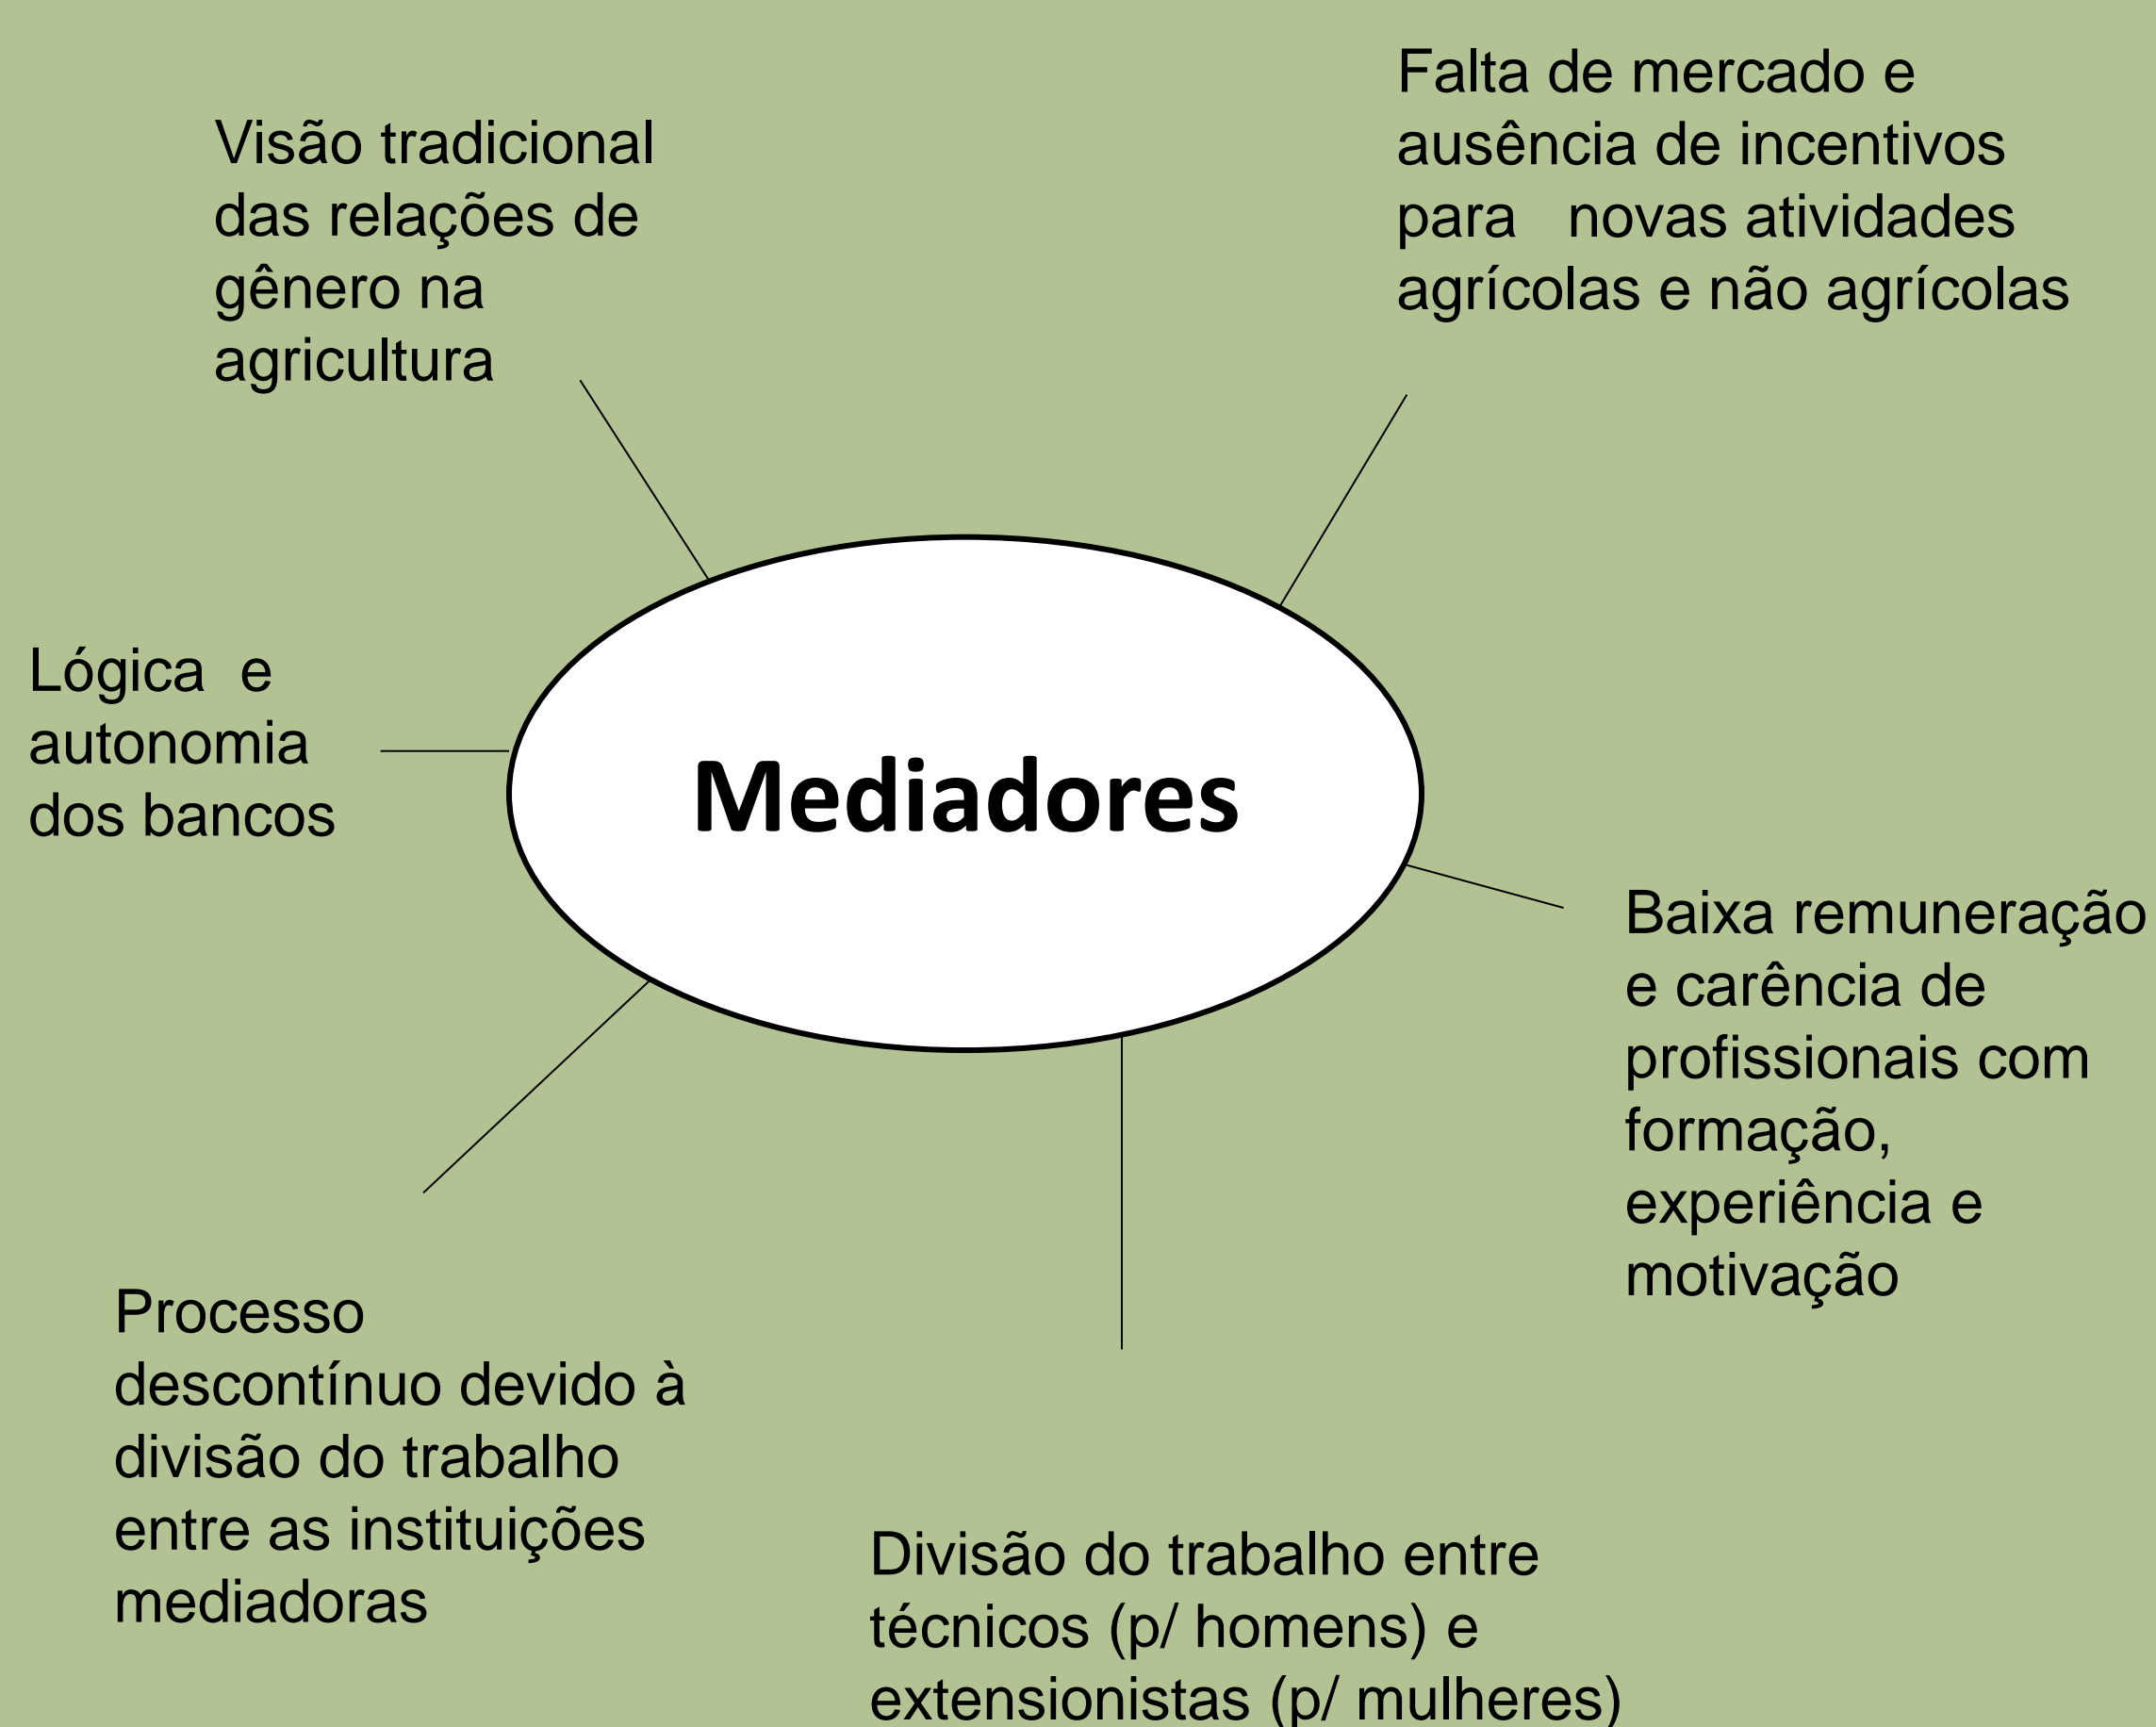 Visão tradicional
das relações de
gênero na
agricultura
Falta de mercado e
ausência de incentivos
para novas atividades
agrícolas e não agrícolas
Lógica e
autonomia
dos bancos
Mediadores
Baixa remuneração
e carência de
profissionais com
formação,
experiência e
motivação
Processo
descontínuo devido à
divisão do trabalho
entre as instituições
mediadoras
Divisão do trabalho entre
técnicos (p/ homens) e
extensionistas (p/ mulheres)